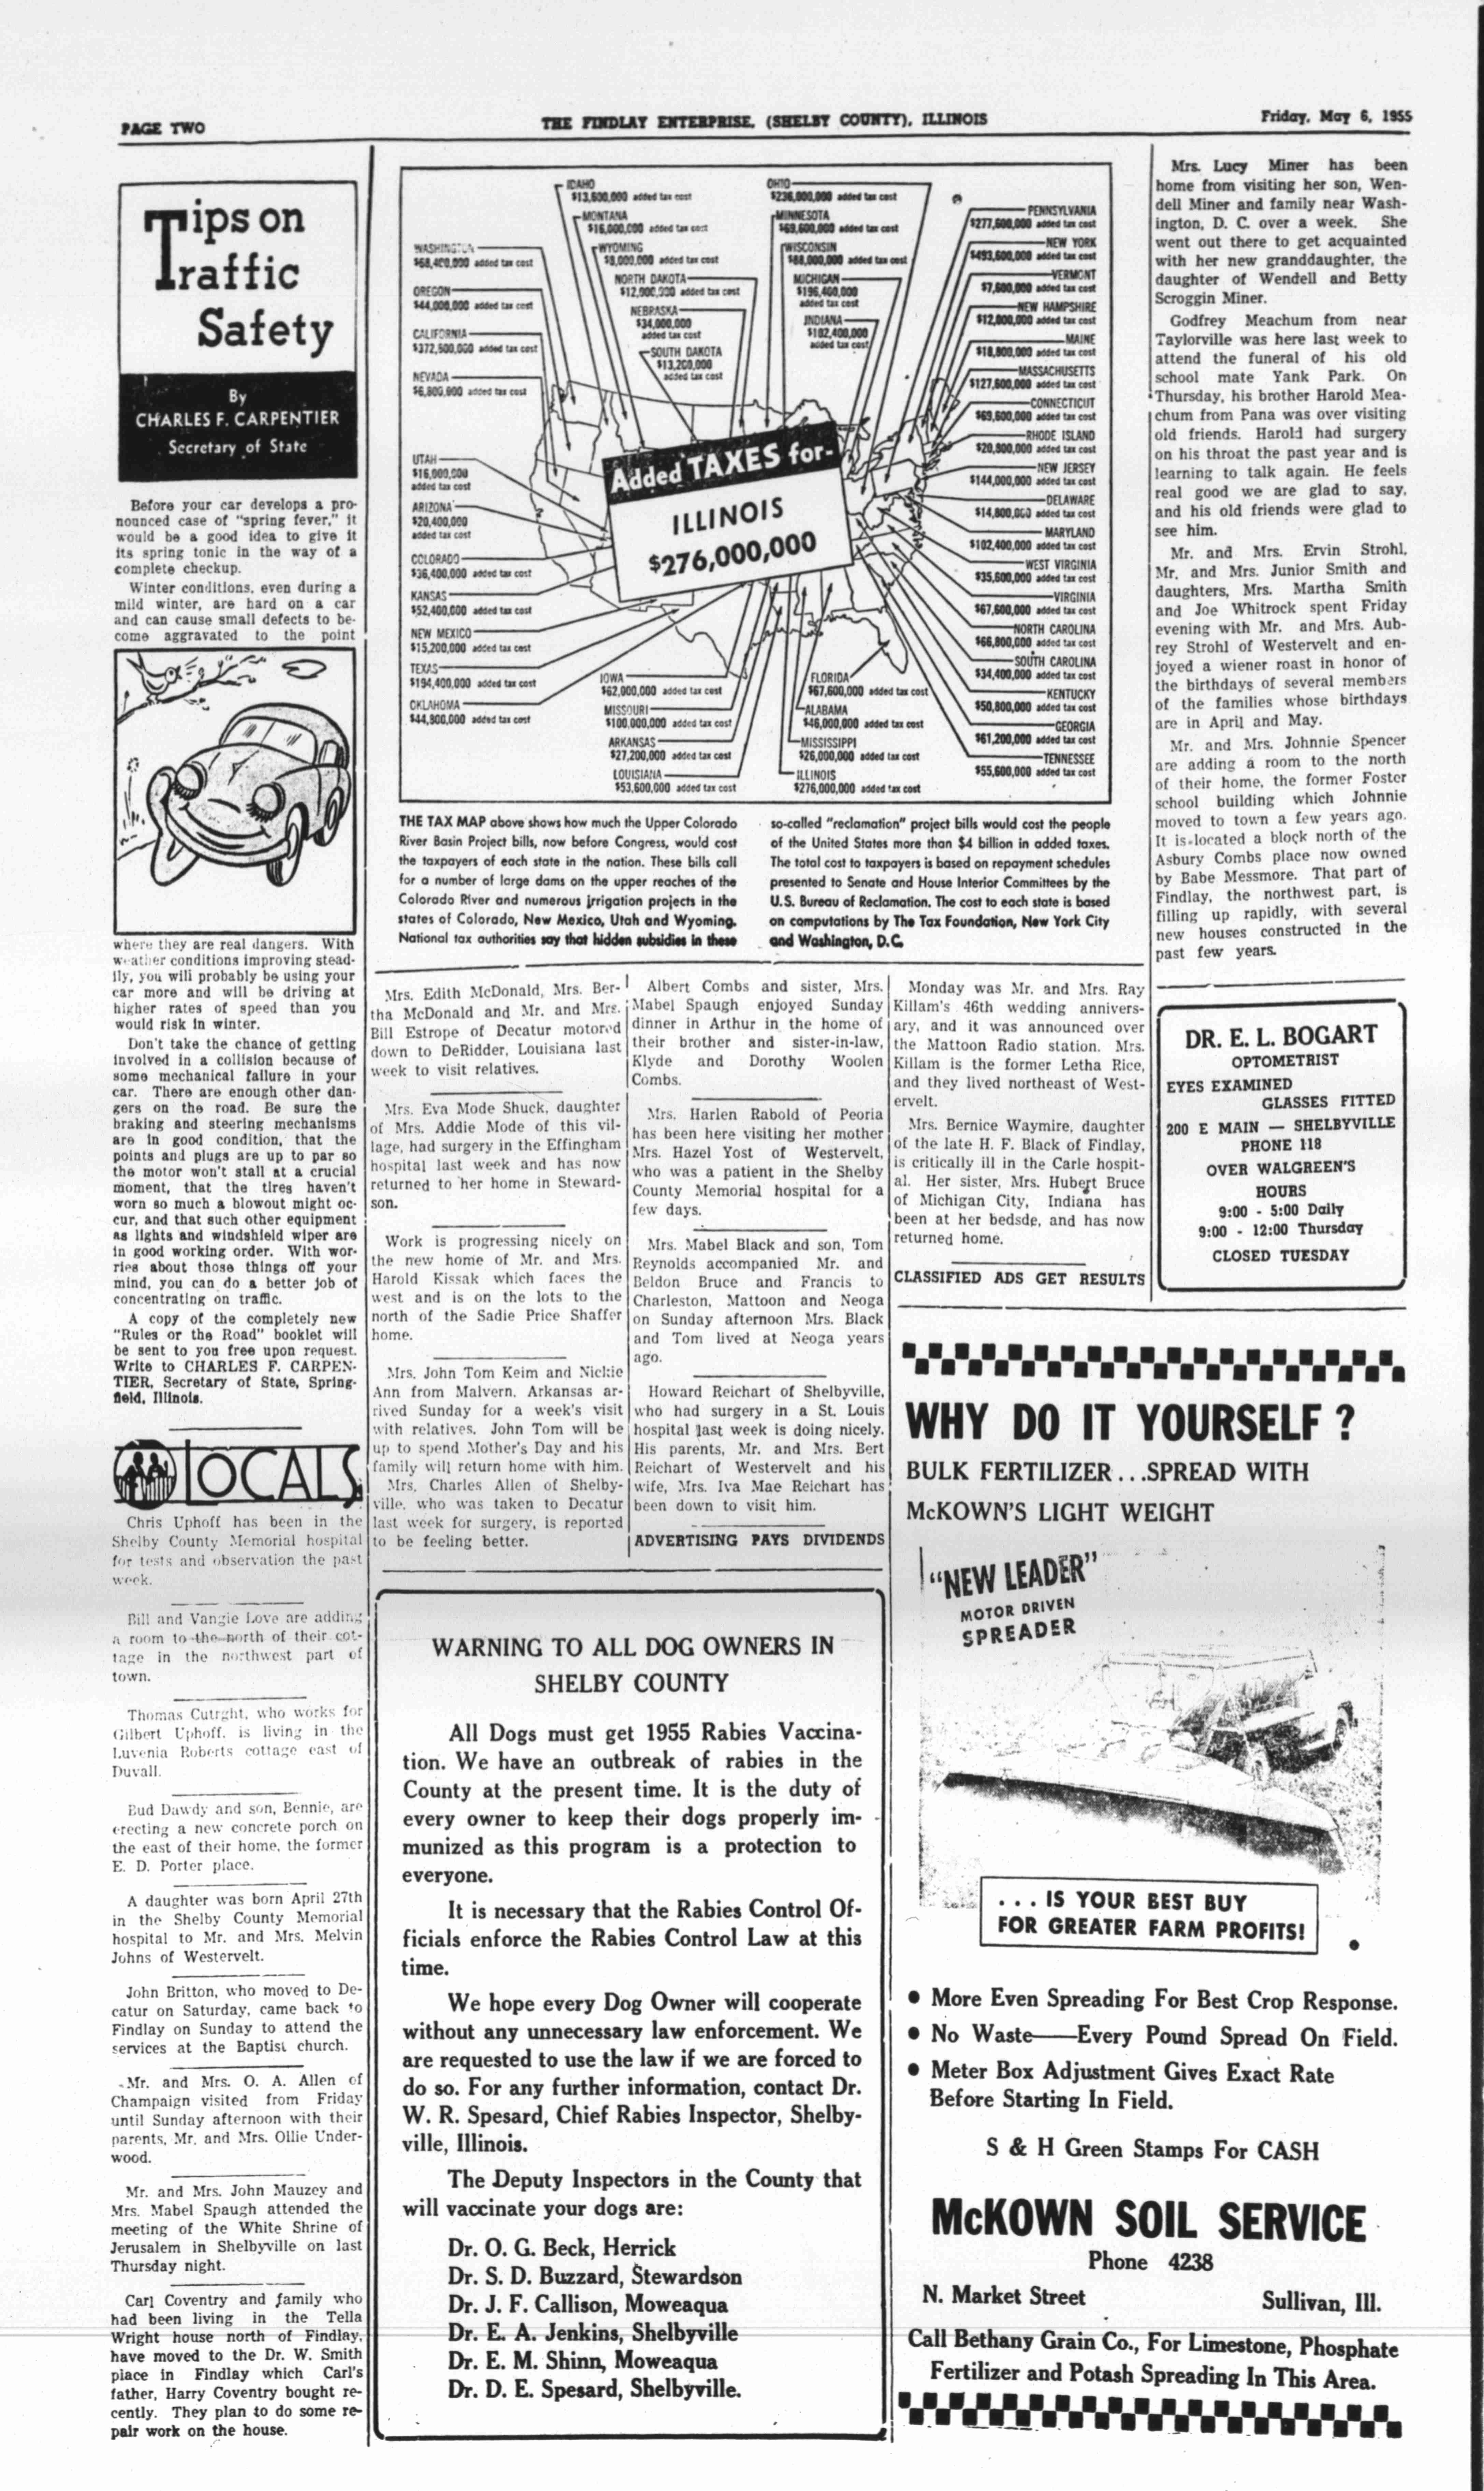 PAGE TWO
THE FINDLAY ENTERPRISE, (SHELBY COUNTY), ILLINOIS
Friday, May 6, 1955
Tips on
Traffic
Safety
By
CHARLES F. CARPENTIER
Secretary of State
Before your car develops a pro-
nounced case of "spring fever," it
would be a good idea to give it
its spring tonic in the way of a
complete checkup.
Winter conditions, even during a
mild winter, are hard on a car
and can cause small defects to be-
come aggravated to the point
where they are real dangers. With
weather conditions improving stead-
ily, you will probably be using your
car more and will be driving at
higher rates of speed than you
would risk in winter.
Don't take the chance of getting
involved in a collision because of
some mechanical failure in your
car. There are enough other dan-
gers on the road. Be sure the
braking and steering mechanisms
are in good condition, that the
points and plugs are up to par so
the motor won't stall at a crucial
moment, that the tires haven't
worn so much a blowout might oc-
cur, and that such other equipment
as lights and windshield wiper are
in good working order. With wor-
ries about those things off your
mind, you can do a better job of
concentrating on traffic.
A copy of the completely new
"Rules or the Road" booklet will
be sent to you free upon request.
Write to CHARLES F. CARPEN-
TIER, Secretary of State, Spring-
field, Illinois.
LOCALS
Chris Uphoff has been in the
Shelby County Memorial hospital
for tests and observation the past
week.
Bill and Vangie Love are adding
a room to the north of their cot-
tage in the northwest part of
town.
Thomas Cutrght, who works for
Gilbert Uphoff, is living in the
Luvenia Roberts cottage east of
Duvall.
Bud Dawdy and son, Bennie, are
erecting a new concrete porch on
the east of their home, the former
E. D. Porter place.
A daughter was born April 27th
in the Shelby County Memorial
hospital to Mr. and Mrs. Melvin
Johns of Westervelt.
John Britton, who moved to De-
catur on Saturday, came back to
Findlay on Sunday to attend the
services at the Baptist church.
Mr. and Mrs. O. A. Allen of
Champaign visited from Friday
until Sunday afternoon with their
parents, Mr. and Mrs. Ollie Under-
wood.
Mr. and Mrs. John Mauzey and
Mrs. Mabel Spaugh attended the
meeting of the White Shrine of
Jerusalem in Shelbyville on last
Thursday night.
Carl Coventry and family who
had been living in the Tella
Wright house north of Findlay,
have moved to the Dr. W. Smith
place in Findlay which Carl's
father, Harry Coventry bought re-
cently. They plan to do some re-
pair work on the house.
IDAHO
$13,600,000 added tax cost
MONTANA
$16,000,000 added tax cost
WYOMING
$8,000,000 added tax cost
NORTH DAKOTA
added tax cost
NEBRASKA
$34,000,000
added tax cost
SOUTH DAKOTA
$13,200,000
added tax cost
OHIO
$236,000,000 added tax cost
MINNESOTA
$69,600,000 added tax cost
WISCONSIN
$88,000,000 added tax cost
MICHIGAN
$196,400,000
added tax cost
INDIANA
$102,400,000
added tax cost
WASHINGTON
$68,400,000 added tax cost
OREGON
$44,000,000 added tax cost
CALIFORNIA
$372,500,000 added tax cost
NEVADA
$6,800,000 added tax cost
UTAH
$16,000,000
added tax cost
ARIZONA
$20,400,000
added tax cost
COLORADO
$36,400,000 added tax cost
KANSAS
$52,400,000 added tax cost
NEW MEXICO
$15,200,000 added tax cost
TEXAS
$194,400,000 added tax cost
OKLAHOMA
$44,800,000 added tax cost
Added TAXES for-
ILLINOIS
$276,000,000
PENNSYLVANIA
$277,600,000 added tax cost
NEW YORK
$493,600,000 added tax cost
VERMONT
$7,600,000 added tax cost
NEW HAMPSHIRE
$12,000,000 added tax cost
MAINE
$18,800,000 added tax cost
MASSACHUSETTS
$127,600,000 added tax cost
CONNECTICUT
$69,600,000 added tax cost
RHODE ISLAND
$20,800,000 added tax cost
NEW JERSEY
$144,000,000 added tax cost
DELAWARE
$14,800,000 added tax cost
MARYLAND
$102,400,000 added tax cost
WEST VIRGINIA
$35,600,000 added tax cost
VIRGINIA
$67,600,000 added tax cost
NORTH CAROLINA
$66,800,000 added tax cost
SOUTH CAROLINA
$34,400,000 added tax cost
KENTUCKY
$50,800,000 added tax cost
GEORGIA
$61,200,000 added tax cost
TENNESSEE
$55,600,000 added tax cost
IOWA
$62,000,000 added tax cost
MISSOURI
$100,000,000 added tax cost
ARKANSAS
$27,200,000 added tax cost
LOUISIANA
$53,600,000 added tax cost
FLORIDA
$67,600,000 added tax cost
ALABAMA
$46,000,000 added tax cost
MISSISSIPPI
$26,000,000 added tax cost
ILLINOIS
$276,000,000 added tax cost
THE TAX MAP above shows how much the Upper Colorado
River Basin Project bills, now before Congress, would cost
the taxpayers of each state in the nation. These bills call
for a number of large dams on the upper reaches of the
Colorado River and numerous irrigation projects in the
states of Colorado, New Mexico, Utah and Wyoming.
National tax authorities say that hidden subsidies in these
so-called "reclamation" project bills would cost the people
of the United States more than $4 billion in added taxes.
The total cost to taxpayers is based on repayment schedules
presented to Senate and House Interior Committees by the
U.S. Bureau of Reclamation. The cost to each state is based
on computations by The Tax Foundation, New York City
and Washington, D.C.
Mrs. Edith McDonald, Mrs. Ber-
tha McDonald and Mr. and Mrs.
Bill Estrope of Decatur motored
down to DeRidder, Louisiana last
week to visit relatives.
Mrs. Eva Mode Shuck, daughter
of Mrs. Addie Mode of this vil-
lage, had surgery in the Effingham
hospital last week and has now
returned to her home in Steward-
son.
Work is progressing nicely on
the new home of Mr. and Mrs.
Harold Kissak which faces the
west and is on the lots to the
north of the Sadie Price Shaffer
home.
Mrs. John Tom Keim and Nickie
Ann from Malvern, Arkansas ar-
rived Sunday for a week's visit
with relatives. John Tom will be
up to spend Mother's Day and his
family will return home with him.
Mrs. Charles Allen of Shelby-
ville, who was taken to Decatur
last week for surgery, is reported
to be feeling better.
Albert Combs and sister, Mrs.
Mabel Spaugh enjoyed Sunday
dinner in Arthur in the home of
their brother and sister-in-law,
Klyde and Dorothy Woolen
Combs.
Mrs. Harlen Rabold of Peoria
has been here visiting her mother
Mrs. Hazel Yost of Westervelt,
who was a patient in the Shelby
County Memorial hospital for a
few days.
Mrs. Mabel Black and son, Tom
Reynolds accompanied Mr. and
Beldon Bruce and Francis to
Charleston, Mattoon and Neoga
on Sunday afternoon Mrs. Black
and Tom lived at Neoga years
ago.
Howard Reichart of Shelbyville,
who had surgery in a St. Louis
hospital last week is doing nicely.
His parents, Mr. and Mrs. Bert
Reichart of Westervelt and his
wife, Mrs. Iva Mae Reichart has
been down to visit him.
ADVERTISING PAYS DIVIDENDS
Monday was Mr. and Mrs. Ray
Killam's 46th wedding annivers-
ary, and it was announced over
the Mattoon Radio station. Mrs.
Killam is the former Letha Rice,
and they lived northeast of West-
ervelt.
Mrs. Bernice Waymire, daughter
of the late H. F. Black of Findlay,
is critically ill in the Carle hospit-
al. Her sister, Mrs. Hubert Bruce
of Michigan City, Indiana has
been at her bedsde, and has now
returned home.
CLASSIFIED ADS GET RESULTS
Mrs. Lucy Miner has been
home from visiting her son, Wen-
dell Miner and family near Wash-
ington, D. C. over a week. She
went out there to get acquainted
with her new granddaughter, the
daughter of Wendell and Betty
Scroggin Miner.
Godfrey Meachum from near
Taylorville was here last week to
attend the funeral of his old
school mate Yank Park. On
Thursday, his brother Harold Mea-
chum from Pana was over visiting
old friends. Harold had surgery
on his throat the past year and is
learning to talk again. He feels
real good we are glad to say,
and his old friends were glad to
see him.
Mr. and Mrs. Ervin Strohl,
Mr. and Mrs. Junior Smith and
daughters, Mrs. Martha Smith
and Joe Whitrock spent Friday
evening with Mr. and Mrs. Aub-
rey Strohl of Westervelt and en-
joyed a wiener roast in honor of
the birthdays of several members
of the families whose birthdays
are in April and May.
Mr. and Mrs. Johnnie Spencer
are adding a room to the north
of their home, the former Foster
school building which Johnnie
moved to town a few years ago.
It is located a block north of the
Asbury Combs place now owned
by Babe Messmore. That part of
Findlay, the northwest part, is
filling up rapidly, with several
new houses constructed in the
past few years.
DR. E. L. BOGART
OPTOMETRIST
EYES EXAMINED
GLASSES FITTED
200 E MAIN — SHELBYVILLE
PHONE 118
OVER WALGREEN'S
HOURS
9:00 - 5:00 Daily
9:00 - 12:00 Thursday
CLOSED TUESDAY
WARNING TO ALL DOG OWNERS IN
SHELBY COUNTY
All Dogs must get 1955 Rabies Vaccina-
tion. We have an outbreak of rabies in the
County at the present time. It is the duty of
every owner to keep their dogs properly im-
munized as this program is a protection to
everyone.
It is necessary that the Rabies Control Of-
ficials enforce the Rabies Control Law at this
time.
We hope every Dog Owner will cooperate
without any unnecessary law enforcement. We
are requested to use the law if we are forced to
do so. For any further information, contact Dr.
W. R. Spesard, Chief Rabies Inspector, Shelby-
ville, Illinois.
The Deputy Inspectors in the County that
will vaccinate your dogs are:
Dr. O. G. Beck, Herrick
Dr. S. D. Buzzard, Stewardson
Dr. J. F. Callison, Moweaqua
Dr. E. A. Jenkins, Shelbyville
Dr. E. M. Shinn, Moweaqua
Dr. D. E. Spesard, Shelbyville.
WHY DO IT YOURSELF ?
BULK FERTILIZER...SPREAD WITH
McKOWN'S LIGHT WEIGHT
"NEW LEADER"
MOTOR DRIVEN
SPREADER
... IS YOUR BEST BUY
FOR GREATER FARM PROFITS!
• More Even Spreading For Best Crop Response.
• No Waste—Every Pound Spread On Field.
• Meter Box Adjustment Gives Exact Rate
Before Starting In Field.
S & H Green Stamps For CASH
McKOWN SOIL SERVICE
Phone 4238
N. Market Street
Sullivan, Ill.
Call Bethany Grain Co., For Limestone, Phosphate
Fertilizer and Potash Spreading In This Area.